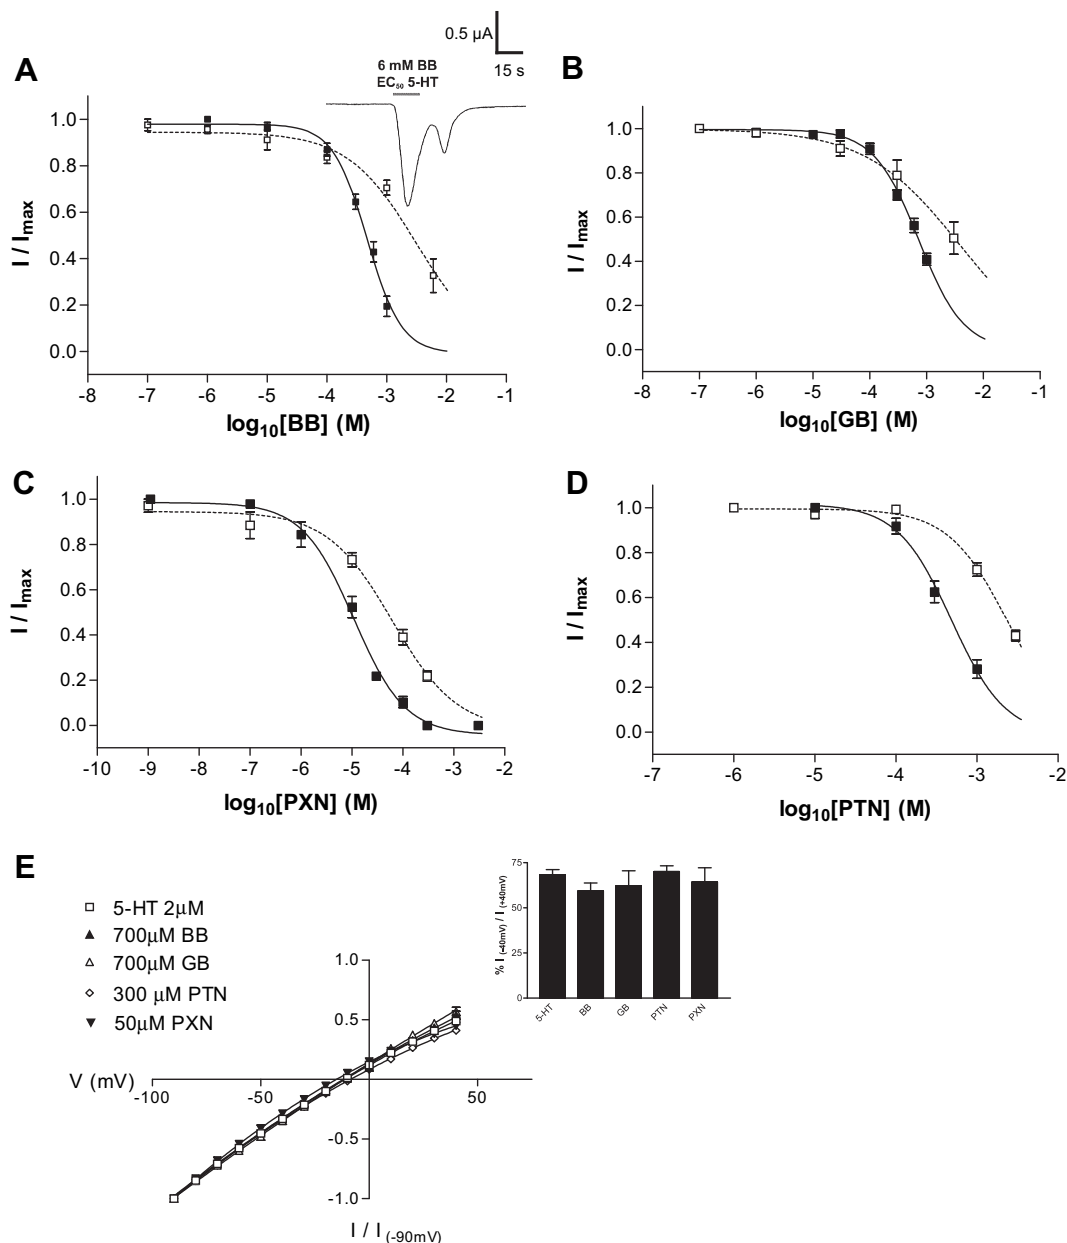 A
0.5 μA
15 s
6 mM BB
EC50 5-HT
1.0
0.8
0.6
0.4
0.2
0.0
I / Imax
-8 -7 -6 -5 -4 -3 -2 -1
log10[BB] (M)
B
1.0
0.8
0.6
0.4
0.2
0.0
I / Imax
-8 -7 -6 -5 -4 -3 -2 -1
log10[GB] (M)
C
1.0
0.8
0.6
0.4
0.2
0.0
I / Imax
-10 -9 -8 -7 -6 -5 -4 -3 -2
log10[PXN] (M)
D
1.0
0.8
0.6
0.4
0.2
0.0
I / Imax
-7 -6 -5 -4 -3 -2
log10[PTN] (M)
E
5-HT 2μM
700μM BB
700μM GB
300 μM PTN
50μM PXN
75
50
25
0
% I (-40mV) / I (+40mV)
5-HT BB GB PTN PXN
1.0
0.5
V (mV)
-100 -50 50
-0.5
-1.0
I / I (-90mV)